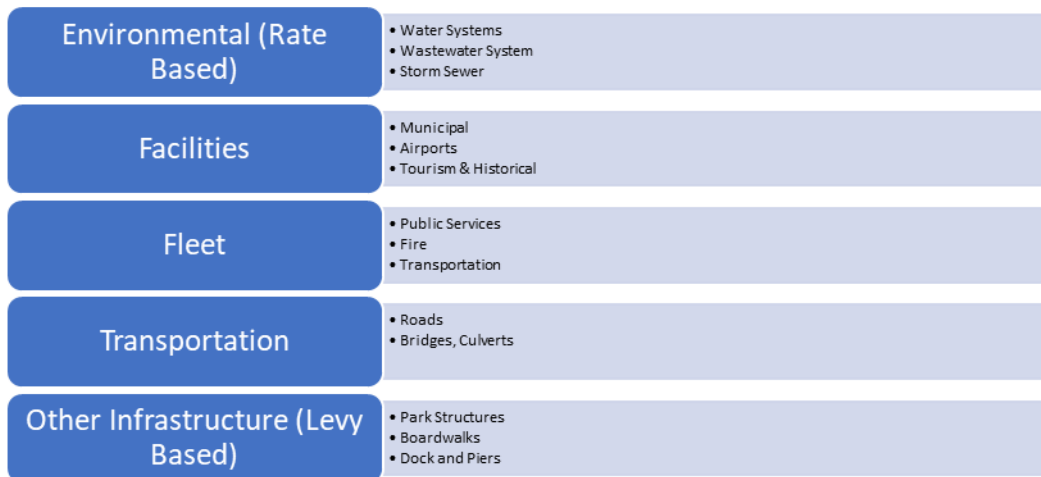 Environmental (Rate
Based)
• Water Systems
• Wastewater System
• Storm Sewer
Facilities
• Municipal
• Airports
• Tourism & Historical
Fleet
• Public Services
• Fire
• Transportation
Transportation
• Roads
• Bridges, Culverts
Other Infrastructure (Levy
Based)
• Park Structures
• Boardwalks
• Dock and Piers